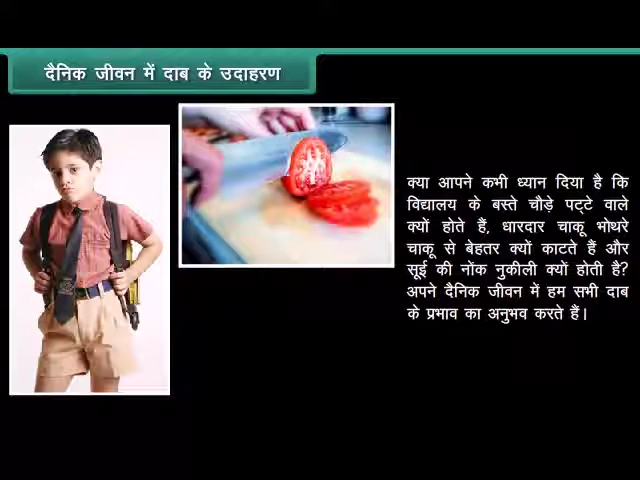 दैनिक जीवन में दाब के उदाहरण
क्या आपने कभी ध्यान दिया है कि
विद्यालय के बस्ते चौड़े पट्टे वाले
क्यों होते हैं, धारदार चाकू भोथरे
चाकू से बेहतर क्यों काटते हैं और
सूई की नोंक नुकीली क्यों होती है?
अपने दैनिक जीवन में हम सभी दाब
के प्रभाव का अनुभव करते हैं।